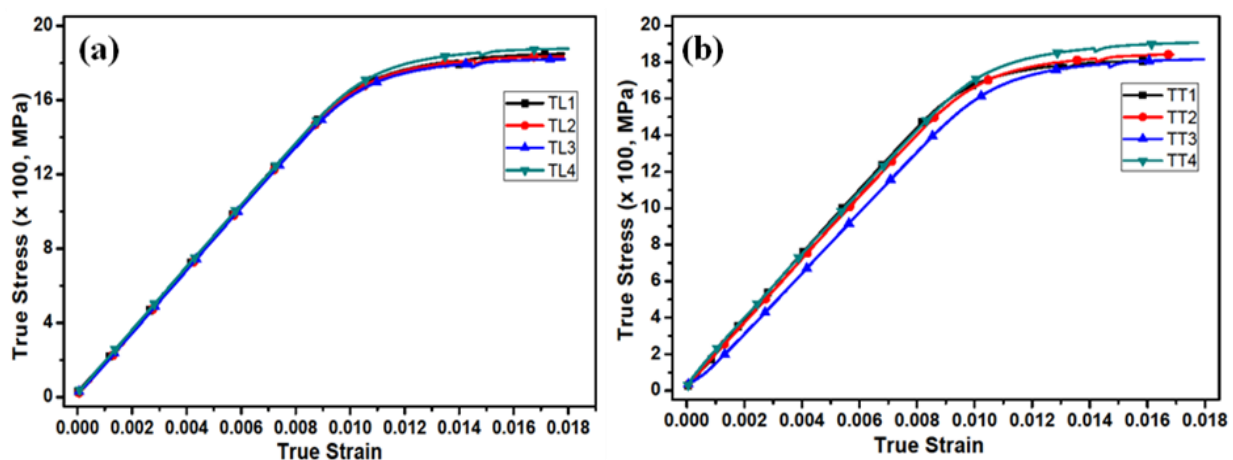 (a)
True Stress (x 100, MPa)
20
16
12
8
4
0
TL1
TL2
TL3
TL4
0.000 0.002 0.004 0.006 0.008 0.010 0.012 0.014 0.016 0.018
True Strain
(b)
True Stress (x 100, MPa)
20
18
16
14
12
10
8
6
4
2
0
TT1
TT2
TT3
TT4
0.000 0.002 0.004 0.006 0.008 0.010 0.012 0.014 0.016 0.018
True Strain